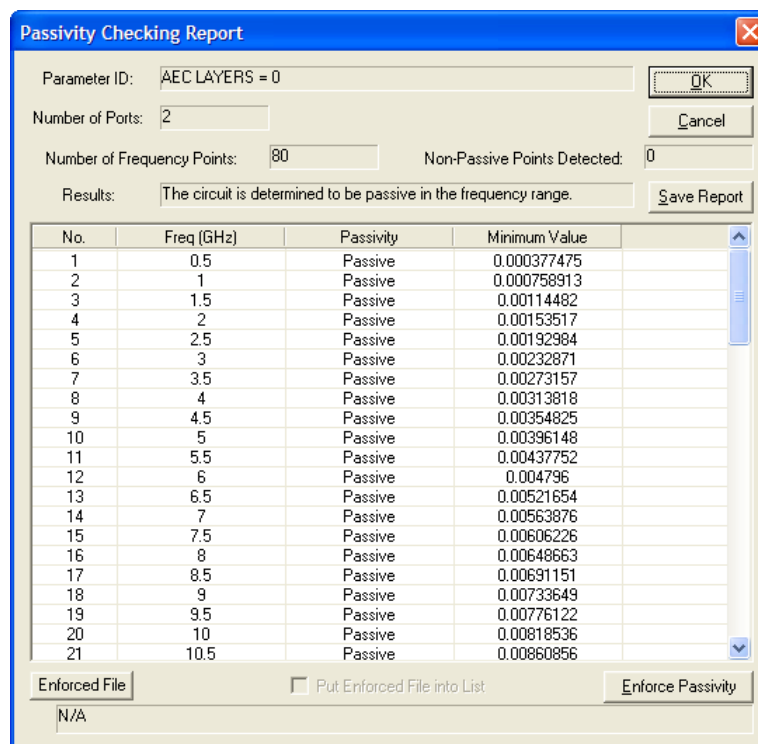 Passivity Checking Report
Parameter ID: AEC LAYERS = 0
OK
Number of Ports: 2
Cancel
Number of Frequency Points: 80 Non-Passive Points Detected: 0
Results: The circuit is determined to be passive in the frequency range.
Save Report
No. Freq (GHz) Passivity Minimum Value
1 0.5 Passive 0.000377475
2 1 Passive 0.000758913
3 1.5 Passive 0.00114482
4 2 Passive 0.00153517
5 2.5 Passive 0.00192984
6 3 Passive 0.00232871
7 3.5 Passive 0.00273157
8 4 Passive 0.00313818
9 4.5 Passive 0.00354825
10 5 Passive 0.00396148
11 5.5 Passive 0.00437752
12 6 Passive 0.004796
13 6.5 Passive 0.00521654
14 7 Passive 0.00563876
15 7.5 Passive 0.00606226
16 8 Passive 0.00648663
17 8.5 Passive 0.00691151
18 9 Passive 0.00733649
19 9.5 Passive 0.00776122
20 10 Passive 0.00818536
21 10.5 Passive 0.00860856
Enforced File Put Enforced File into List Enforce Passivity
N/A